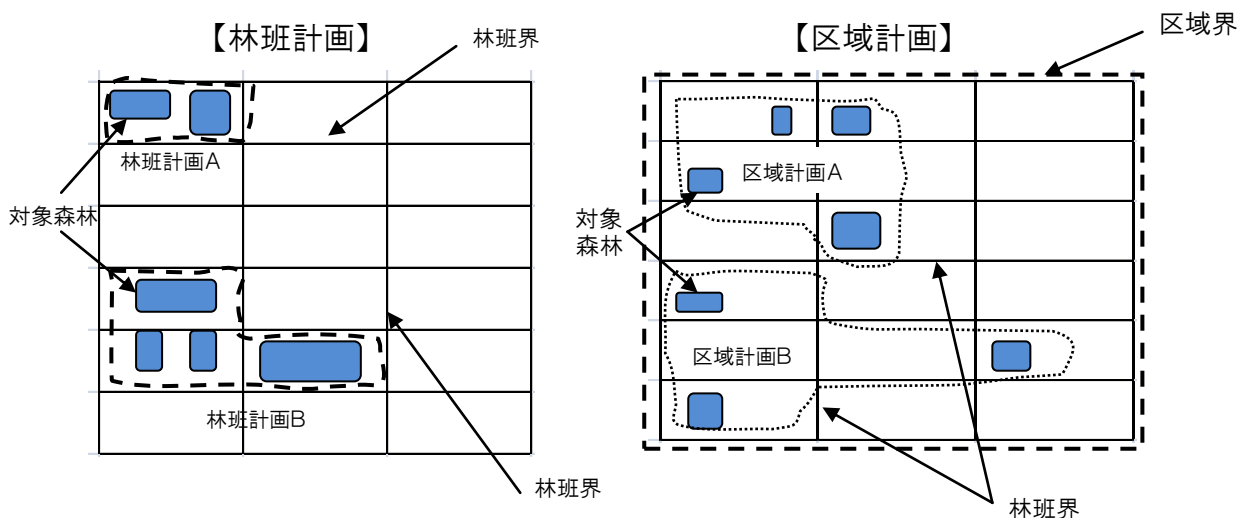 【林班計画】
林班界
林班計画A
対象森林
林班計画B
林班界
【区域計画】
区域界
区域計画A
対象
森林
区域計画B
林班界